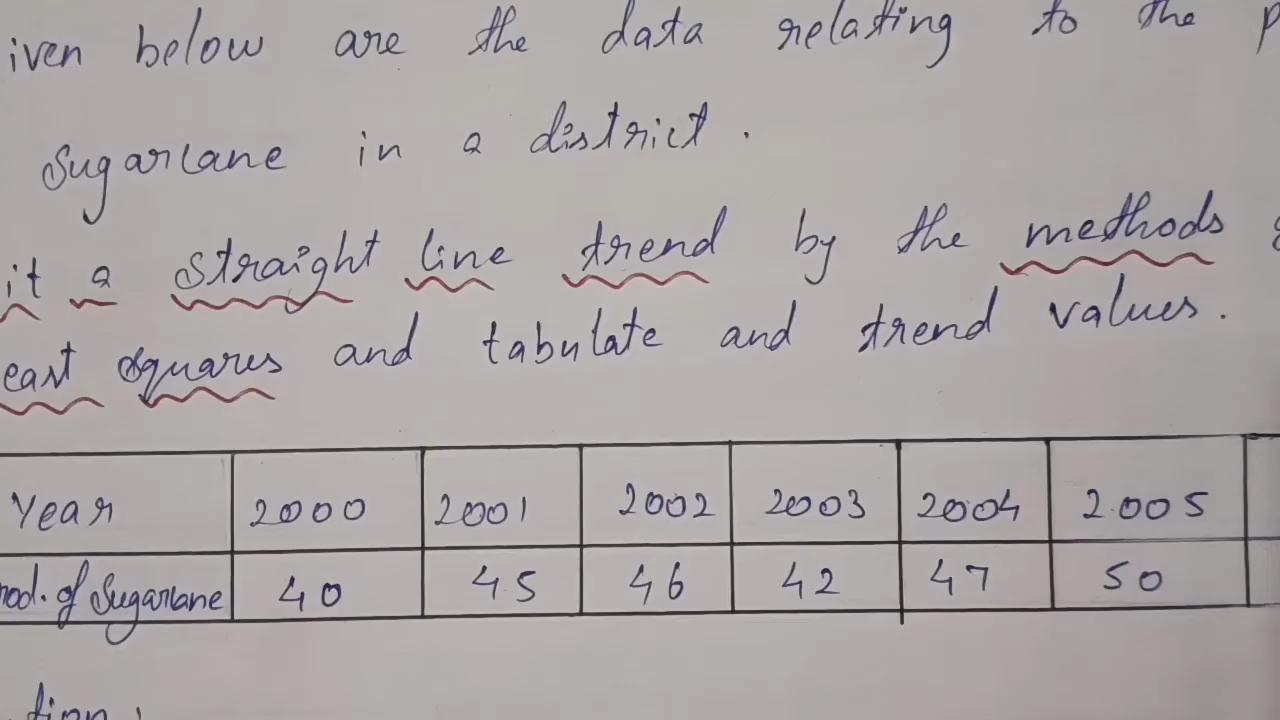 iven below are the data relating to the p
Sugarcane in a district.
it a straight line trend by the methods
east squares and tabulate and trend values.
Year 2000 2001 2002 2003 2004 2005
rod. of Sugarcane 40 45 46 42 47 50
tion :